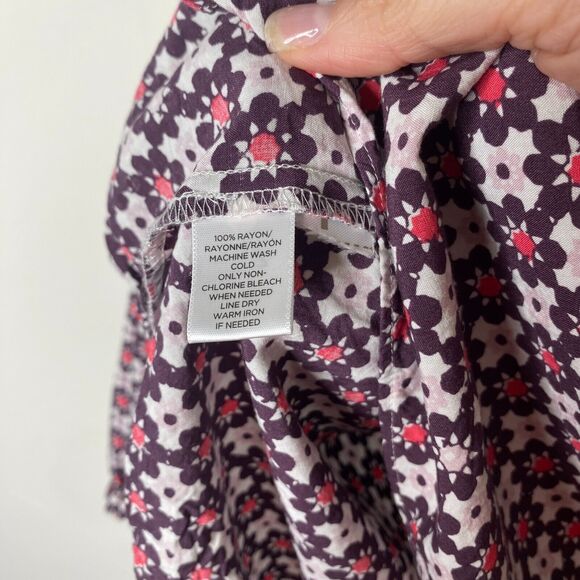 100% RAYON/
RAYONNE/RAYÓN
MACHINE WASH
COLD
ONLY NON-
CHLORINE BLEACH
WHEN NEEDED
LINE DRY
WARM IRON
IF NEEDED